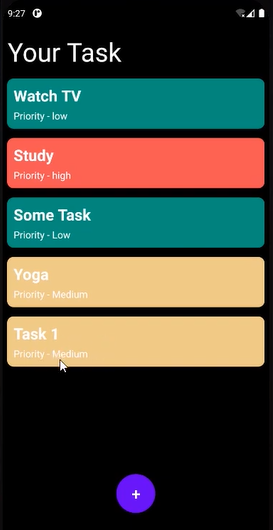 9:27
Your Task
Watch TV
Priority - low
Study
Priority - high
Some Task
Priority - Low
Yoga
Priority - Medium
Task 1
Priority - Medium
+